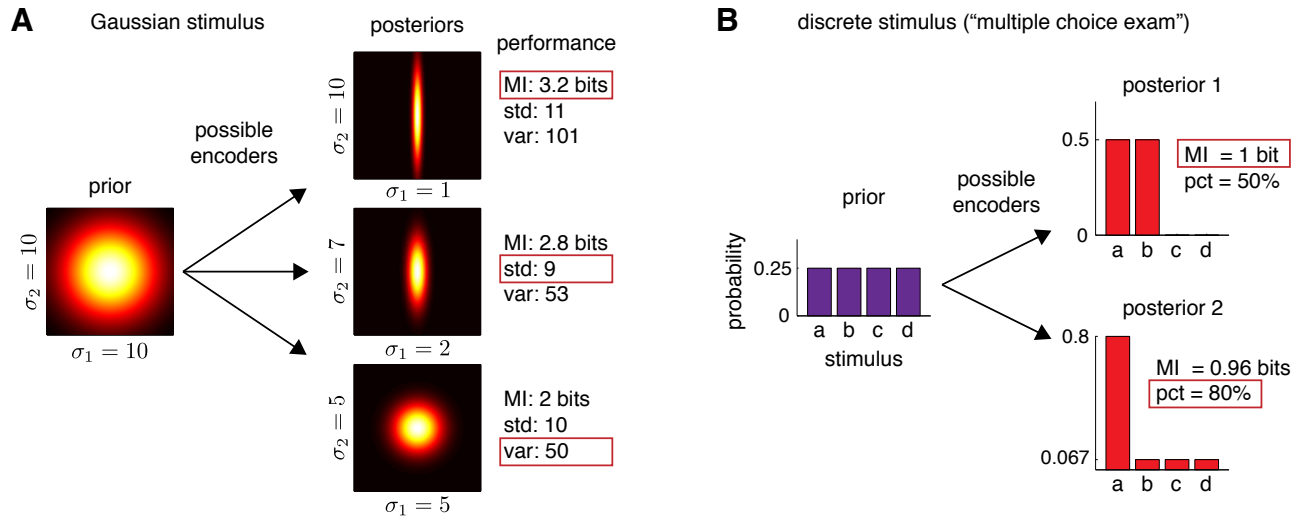 A
Gaussian stimulus
posteriors
performance
prior
σ₂ = 10
σ₁ = 10
possible
encoders
σ₂ = 10
σ₁ = 1
MI: 3.2 bits
std: 11
var: 101
σ₂ = 7
σ₁ = 2
MI: 2.8 bits
std: 9
var: 53
σ₂ = 5
σ₁ = 5
MI: 2 bits
std: 10
var: 50
B
discrete stimulus (“multiple choice exam”)
prior
probability
0.25
0
a b c d
stimulus
possible
encoders
posterior 1
0.5
0
a b c d
MI = 1 bit
pct = 50%
posterior 2
0.8
0.067
a b c d
MI = 0.96 bits
pct = 80%